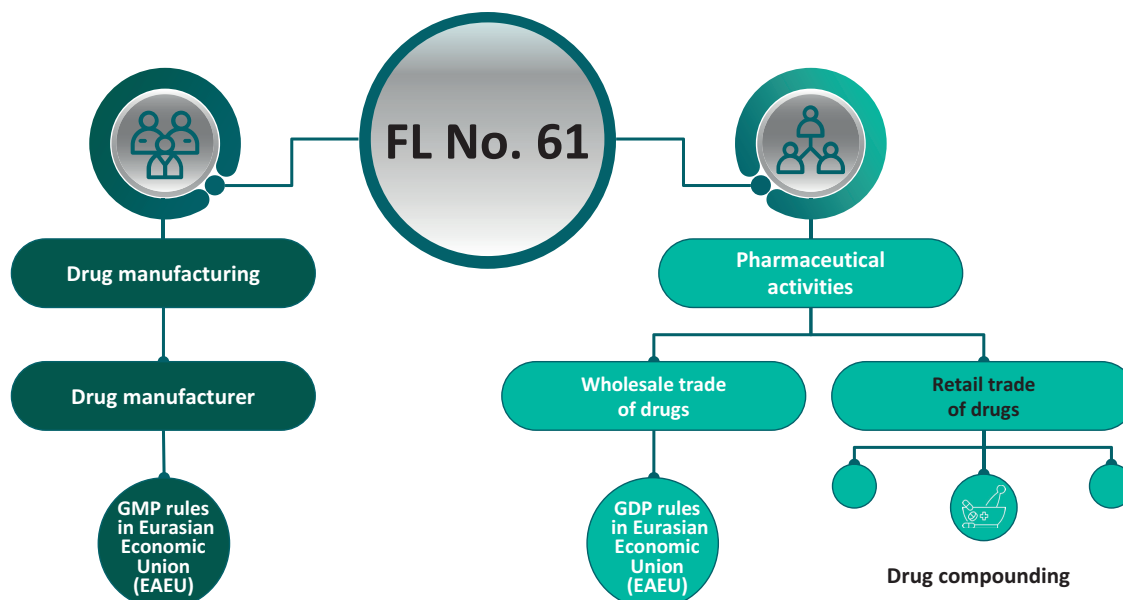 FL No. 61
Drug manufacturing
Pharmaceutical
activities
Drug manufacturer
Wholesale trade
of drugs
Retail trade
of drugs
GMP rules
in Eurasian
Economic
Union
(EAEU)
GDP rules
in Eurasian
Economic
Union
(EAEU)
Drug compounding